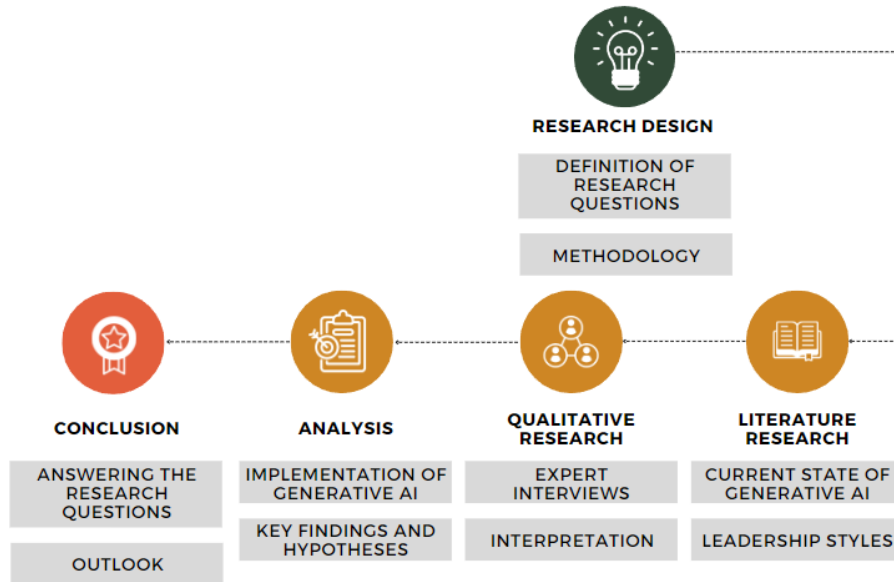 RESEARCH DESIGN
DEFINITION OF
RESEARCH
QUESTIONS
METHODOLOGY
LITERATURE
RESEARCH
CURRENT STATE OF
GENERATIVE AI
LEADERSHIP STYLES
QUALITATIVE
RESEARCH
EXPERT
INTERVIEWS
INTERPRETATION
ANALYSIS
IMPLEMENTATION OF
GENERATIVE AI
KEY FINDINGS AND
HYPOTHESES
CONCLUSION
ANSWERING THE
RESEARCH
QUESTIONS
OUTLOOK